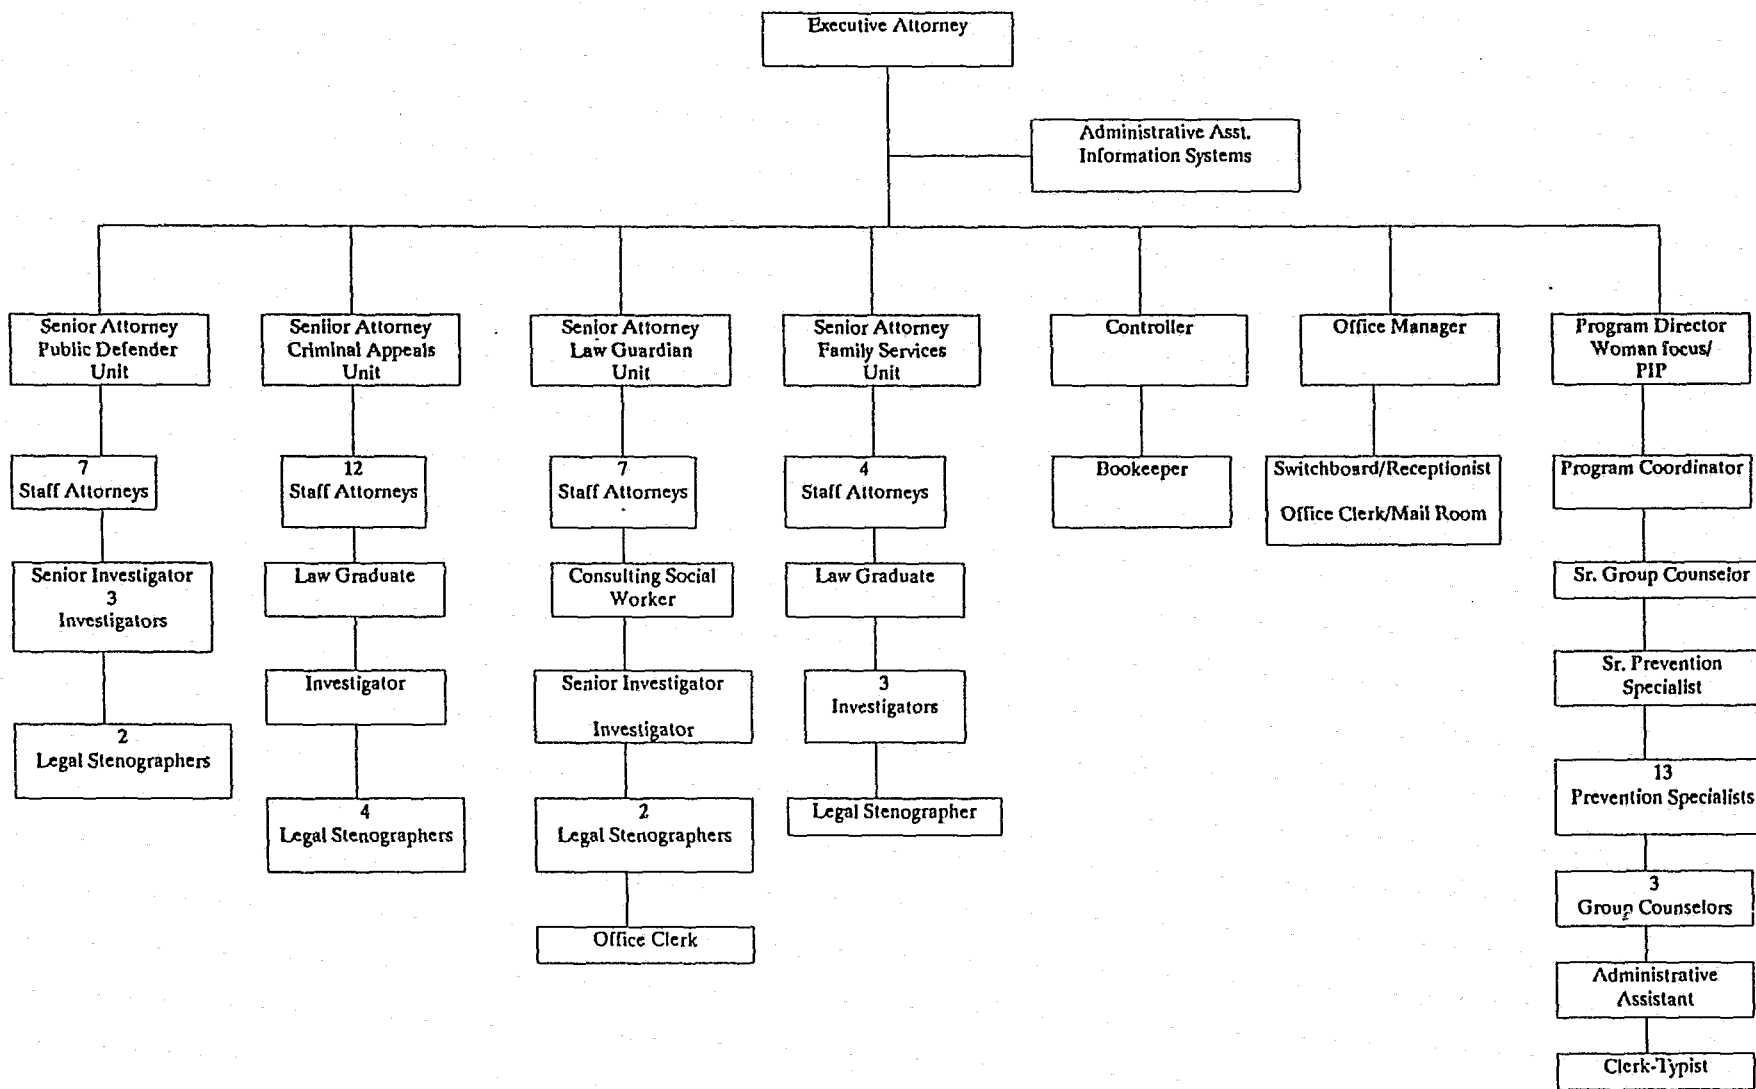 Executive Attorney
Administrative Asst.
Information Systems
Senior Attorney
Public Defender
Unit
7
Staff Attorneys
Senior Investigator
3
Investigators
2
Legal Stenographers
Seniior Attorney
Criminal Appeals
Unit
12
Staff Attorneys
Law Graduate
Investigator
4
Legal Stenographers
Senior Attorney
Law Guardian
Unit
7
Staff Attorneys
Consulting Social
Worker
Senior Investigator
Investigator
2
Legal Stenographers
Office Clerk
Senior Attorney
Family Services
Unit
4
Staff Attorneys
Law Graduate
3
Investigators
Legal Stenographer
Controller
Bookeeper
Office Manager
Switchboard/Receptionist
Office Clerk/Mail Room
Program Director
Woman focus/
PIP
Program Coordinator
Sr. Group Counselor
Sr. Prevention
Specialist
13
Prevention Specialists
3
Group Counselors
Administrative
Assistant
Clerk-Typist